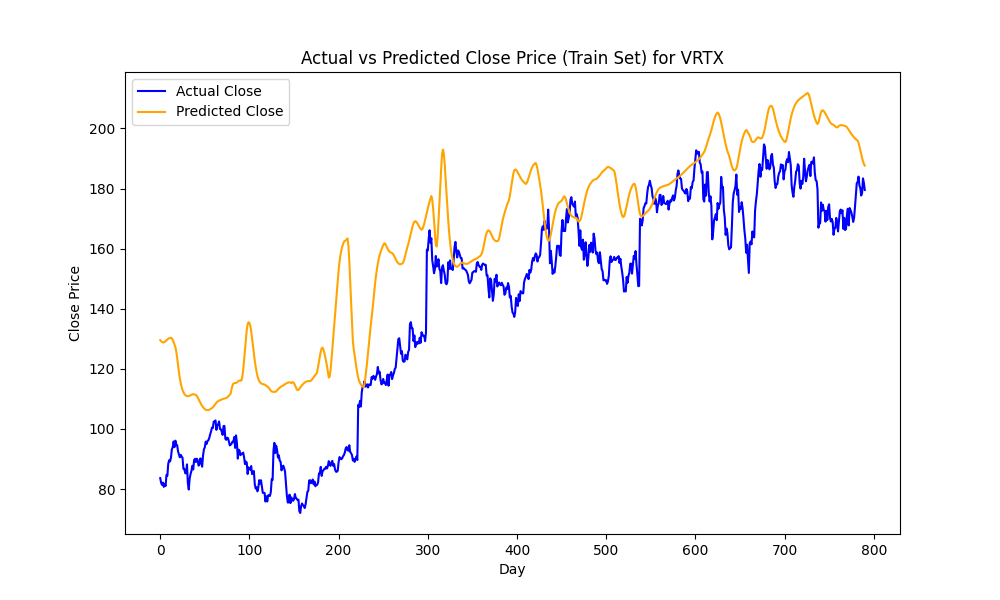 Actual vs Predicted Close Price (Train Set) for VRTX
Actual Close
Predicted Close
Close Price
200
180
160
140
120
100
80
0 100 200 300 400 500 600 700 800
Day